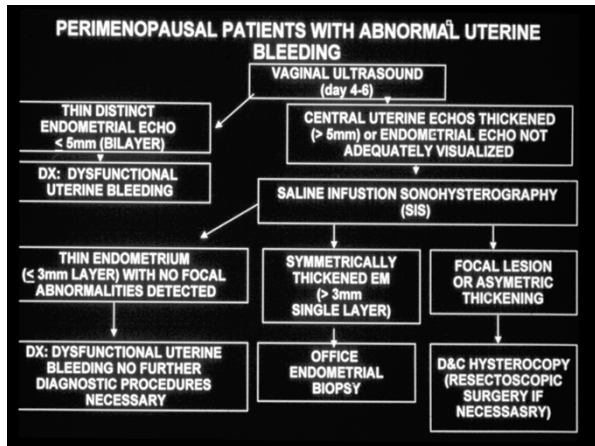 PERIMENOPAUSAL PATIENTS WITH ABNORMAL UTERINE
BLEEDING
VAGINAL ULTRASOUND
(day 4-6)
THIN DISTINCT
ENDOMETRIAL ECHO
< 5mm (BILAYER)
CENTRAL UTERINE ECHOS THICKENED
(> 5mm) or ENDOMETRIAL ECHO NOT
ADEQUATELY VISUALIZED
DX: DYSFUNCTIONAL
UTERINE BLEEDING
SALINE INFUSTION SONOHYSTEROGRAPHY
(SIS)
THIN ENDOMETRIUM
(≤ 3mm LAYER) WITH NO FOCAL
ABNORMALITIES DETECTED
SYMMETRICALLY
THICKENED EM
(> 3mm
SINGLE LAYER)
FOCAL LESION
OR ASYMETRIC
THICKENING
DX: DYSFUNCTIONAL UTERINE
BLEEDING NO FURTHER
DIAGNOSTIC PROCEDURES
NECESSARY
OFFICE
ENDOMETRIAL
BIOPSY
D&C HYSTEROCOPY
(RESECTOSCOPIC
SURGERY IF
NECESSASRY)